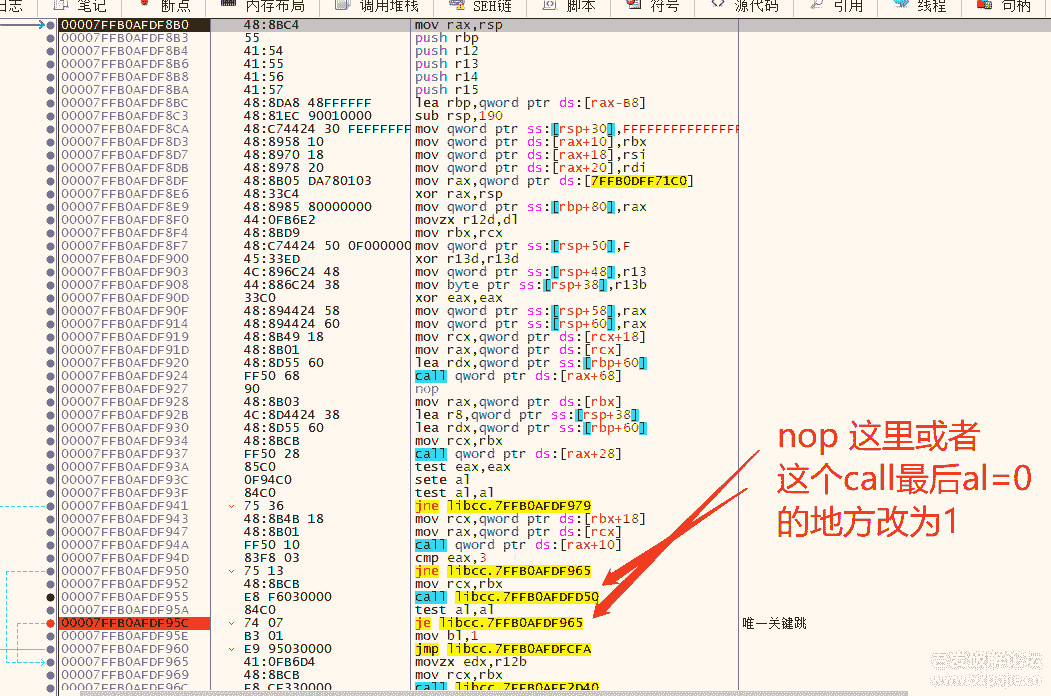 日志 笔记 断点 内存布局 调用堆栈 SEH链 脚本 符号 源代码 引用 线程 句柄
00007FFB0AFDF8B0 48:8BC4 mov rax,rsp
00007FFB0AFDF8B3 55 push rbp
00007FFB0AFDF8B4 41:54 push r12
00007FFB0AFDF8B6 41:55 push r13
00007FFB0AFDF8B8 41:56 push r14
00007FFB0AFDF8BA 41:57 push r15
00007FFB0AFDF8BC 48:8DA8 48FFFFFF lea rbp,qword ptr ds:[rax-B8]
00007FFB0AFDF8C3 48:81EC 90010000 sub rsp,190
00007FFB0AFDF8CA 48:C74424 30 FEFFFFFF mov qword ptr ss:[rsp+30],FFFFFFFFFFFFFFF
00007FFB0AFDF8D3 48:8958 10 mov qword ptr ds:[rax+10],rbx
00007FFB0AFDF8D7 48:8970 18 mov qword ptr ds:[rax+18],rsi
00007FFB0AFDF8DB 48:8978 20 mov qword ptr ds:[rax+20],rdi
00007FFB0AFDF8DF 48:8B05 DA780103 mov rax,qword ptr ds:[7FFB0DFF71C0]
00007FFB0AFDF8E6 48:33C4 xor rax,rsp
00007FFB0AFDF8E9 48:8985 80000000 mov qword ptr ss:[rbp+80],rax
00007FFB0AFDF8F0 44:0FB6E2 movzx r12d,dl
00007FFB0AFDF8F4 48:8BD9 mov rbx,rcx
00007FFB0AFDF8F7 48:C74424 50 0F000000 mov qword ptr ss:[rsp+50],F
00007FFB0AFDF900 45:33ED xor r13d,r13d
00007FFB0AFDF903 4C:896C24 48 mov qword ptr ss:[rsp+48],r13
00007FFB0AFDF908 44:886C24 38 mov byte ptr ss:[rsp+38],r13b
00007FFB0AFDF90D 33C0 xor eax,eax
00007FFB0AFDF90F 48:894424 58 mov qword ptr ss:[rsp+58],rax
00007FFB0AFDF914 48:894424 60 mov qword ptr ss:[rsp+60],rax
00007FFB0AFDF919 48:8B49 18 mov rcx,qword ptr ds:[rcx+18]
00007FFB0AFDF91D 48:8B01 mov rax,qword ptr ds:[rcx]
00007FFB0AFDF920 48:8D55 60 lea rdx,qword ptr ss:[rbp+60]
00007FFB0AFDF924 FF50 68 call qword ptr ds:[rax+68]
00007FFB0AFDF927 90 nop
00007FFB0AFDF928 48:8B03 mov rax,qword ptr ds:[rbx]
00007FFB0AFDF92B 4C:8D4424 38 lea r8,qword ptr ss:[rsp+38]
00007FFB0AFDF930 48:8D55 60 lea rdx,qword ptr ss:[rbp+60]
00007FFB0AFDF934 48:8BCB mov rcx,rbx
00007FFB0AFDF937 FF50 28 call qword ptr ds:[rax+28]
00007FFB0AFDF93A 85C0 test eax,eax
00007FFB0AFDF93C 0F94C0 sete al
00007FFB0AFDF93F 84C0 test al,al
00007FFB0AFDF941 75 36 jne libcc.7FFB0AFDF979
00007FFB0AFDF943 48:8B4B 18 mov rcx,qword ptr ds:[rbx+18]
00007FFB0AFDF947 48:8B01 mov rax,qword ptr ds:[rcx]
00007FFB0AFDF94A FF50 10 call qword ptr ds:[rax+10]
00007FFB0AFDF94D 83F8 03 cmp eax,3
00007FFB0AFDF950 75 13 jne libcc.7FFB0AFDF965
00007FFB0AFDF952 48:8BCB mov rcx,rbx
00007FFB0AFDF955 E8 F6030000 call libcc.7FFB0AFDFD50
00007FFB0AFDF95A 84C0 test al,al
00007FFB0AFDF95C 74 07 je libcc.7FFB0AFDF965 唯一关键跳
00007FFB0AFDF95E B3 01 mov bl,1
00007FFB0AFDF960 E9 95030000 jmp libcc.7FFB0AFDFCFA
00007FFB0AFDF965 41:0FB6D4 movzx edx,r12b
00007FFB0AFDF969 48:8BCB mov rcx,rbx
00007FFB0AFDF96C E8 CF330000 call libcc.7FFB0AFE2D40
nop 这里或者
这个call最后al=0
的地方改为1
吾爱破解论坛
www.52pojie.cn